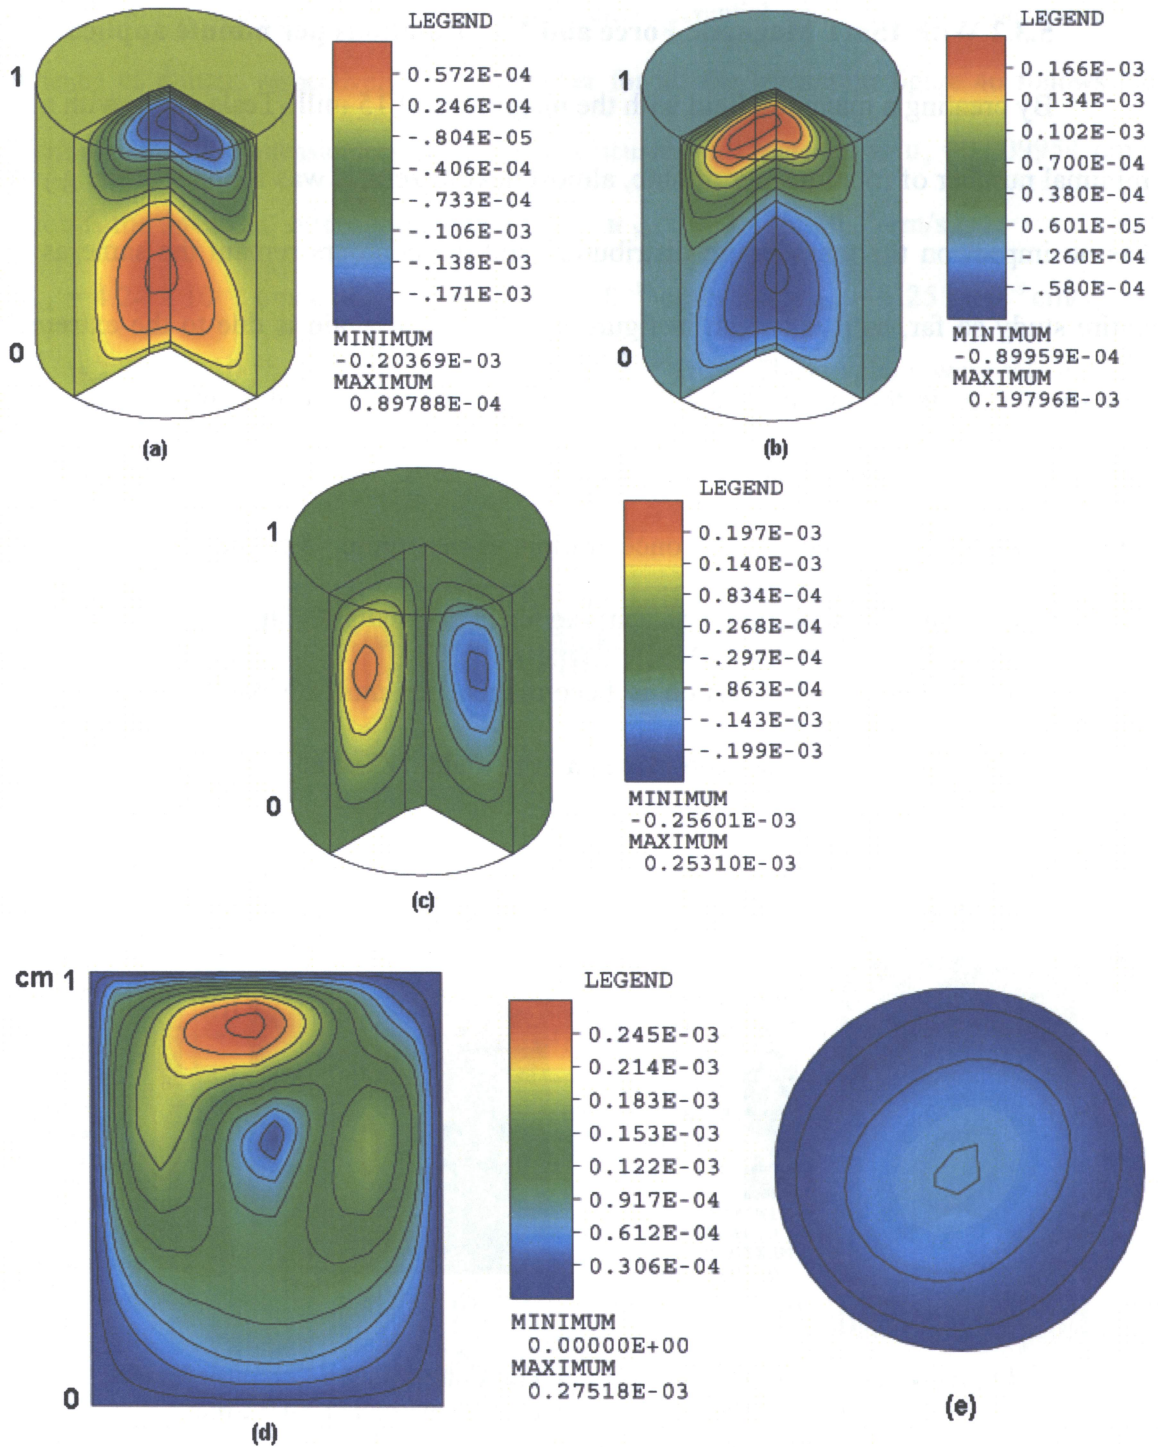 LEGEND
1
0.572E-04
0.246E-04
-.804E-05
-.406E-04
-.733E-04
-.106E-03
-.138E-03
-.171E-03
0
MINIMUM
-0.20369E-03
MAXIMUM
0.89788E-04
(a)
LEGEND
1
0.166E-03
0.134E-03
0.102E-03
0.700E-04
0.380E-04
0.601E-05
-.260E-04
-.580E-04
0
MINIMUM
-0.89959E-04
MAXIMUM
0.19796E-03
(b)
LEGEND
1
0.197E-03
0.140E-03
0.834E-04
0.268E-04
-.297E-04
-.863E-04
-.143E-03
-.199E-03
0
MINIMUM
-0.25601E-03
MAXIMUM
0.25310E-03
(c)
cm 1
LEGEND
0.245E-03
0.214E-03
0.183E-03
0.153E-03
0.122E-03
0.917E-04
0.612E-04
0.306E-04
MINIMUM
0.00000E+00
MAXIMUM
0.27518E-03
0
(d)
(e)